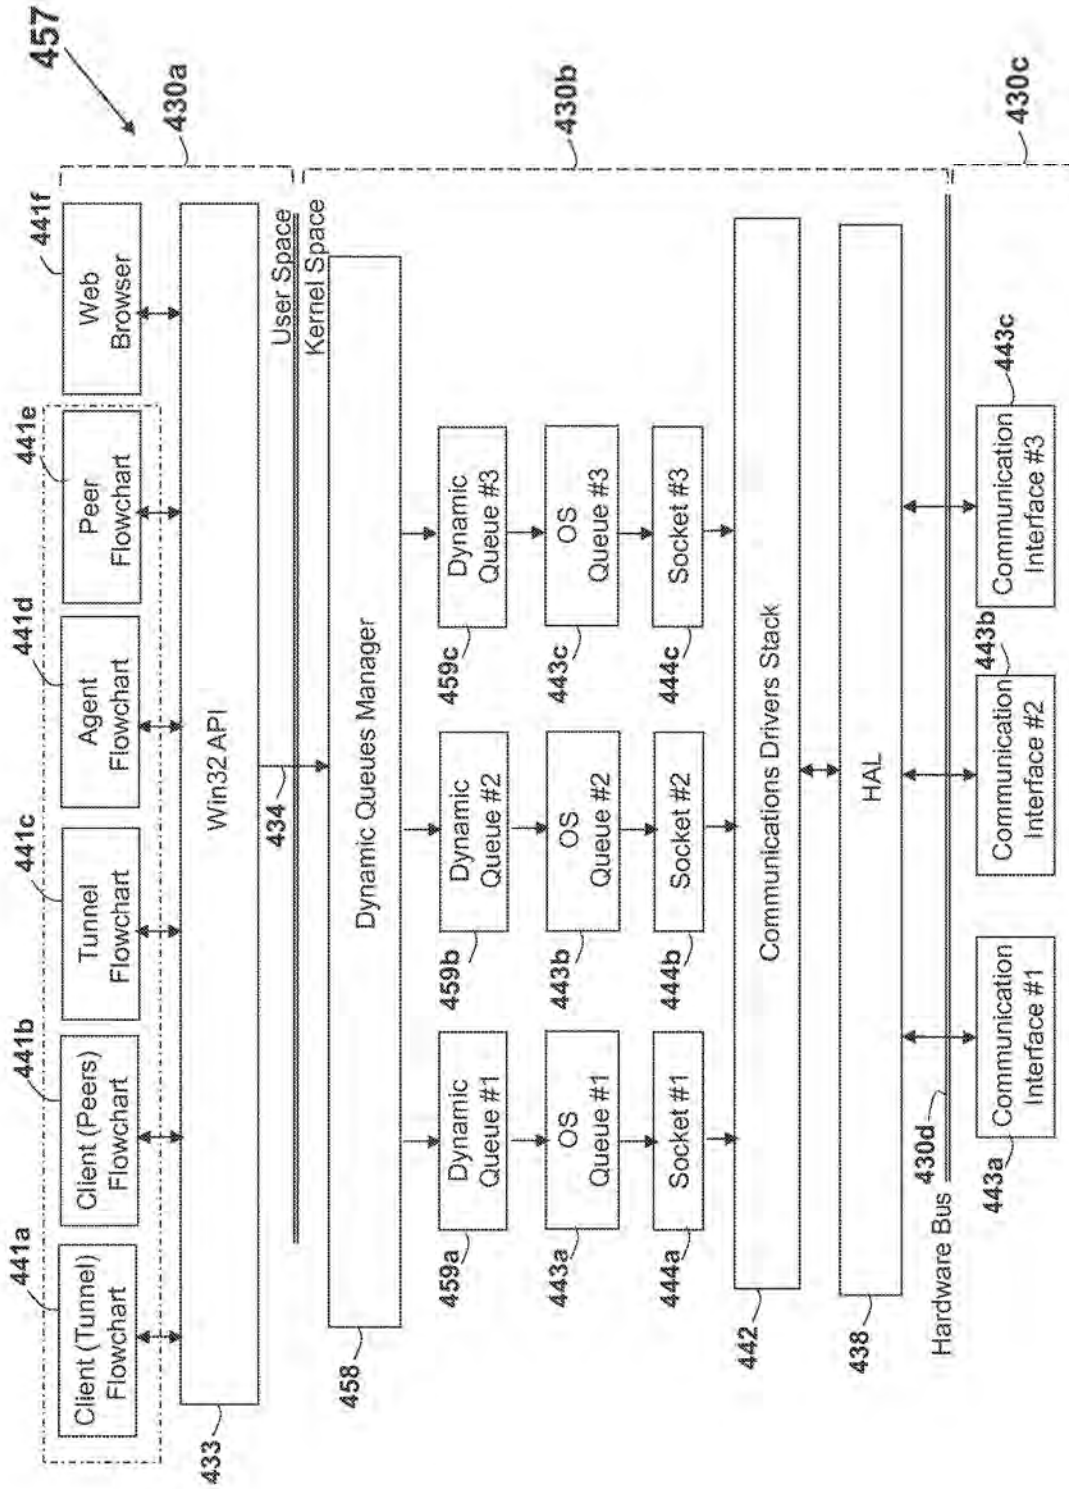 457
430a
441a
441b
441c
441d
441e
441f
Client (Tunnel)
Flowchart
Client (Peers)
Flowchart
Tunnel
Flowchart
Agent
Flowchart
Peer
Flowchart
Web
Browser
433
Win32 API
434
User Space
Kernel Space
430b
458
Dynamic Queues Manager
459a
Dynamic
Queue #1
459b
Dynamic
Queue #2
459c
Dynamic
Queue #3
443a
OS
Queue #1
443b
OS
Queue #2
443c
OS
Queue #3
444a
Socket #1
444b
Socket #2
444c
Socket #3
442
Communications Drivers Stack
438
HAL
Hardware Bus
430d
430c
443a
Communication
Interface #1
443b
Communication
Interface #2
443c
Communication
Interface #3